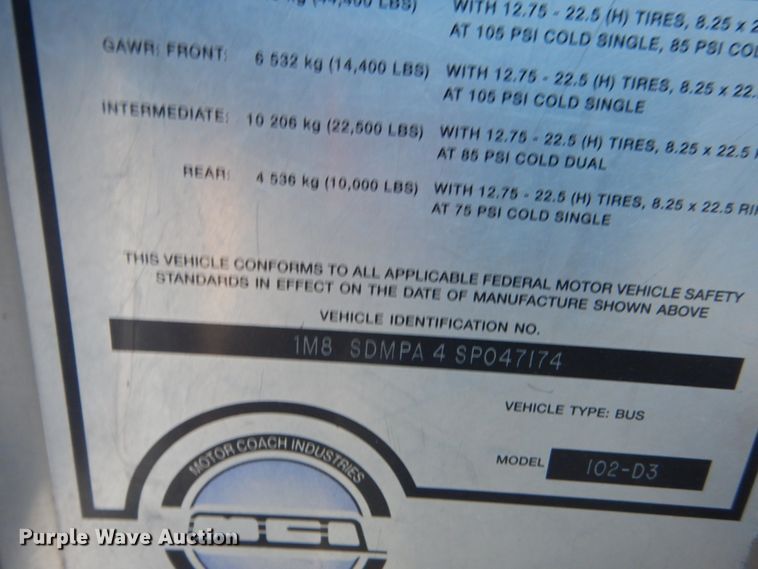 (14,400 LBS) WITH 12.75 - 22.5 (H) TIRES, 8.25 x
AT 105 PSI COLD SINGLE, 85 PSI
GAWR: FRONT: 6 532 kg (14,400 LBS) WITH 12.75 - 22.5 (H) TIRES, 8.25 x 22.
AT 105 PSI COLD SINGLE
INTERMEDIATE: 10 206 kg (22,500 LBS) WITH 12.75 - 22.5 (H) TIRES, 8.25 x 22.5
AT 85 PSI COLD DUAL
REAR: 4 536 kg (10,000 LBS) WITH 12.75 - 22.5 (H) TIRES, 8.25 x 22.5 RI
AT 75 PSI COLD SINGLE
THIS VEHICLE CONFORMS TO ALL APPLICABLE FEDERAL MOTOR VEHICLE SAFETY
STANDARDS IN EFFECT ON THE DATE OF MANUFACTURE SHOWN ABOVE
VEHICLE IDENTIFICATION NO.
1M8 SDMPA 4 SP047174
VEHICLE TYPE: BUS
MODEL 102-D3
MOTOR COACH INDUSTRIES
MCI
Purple Wave Auction